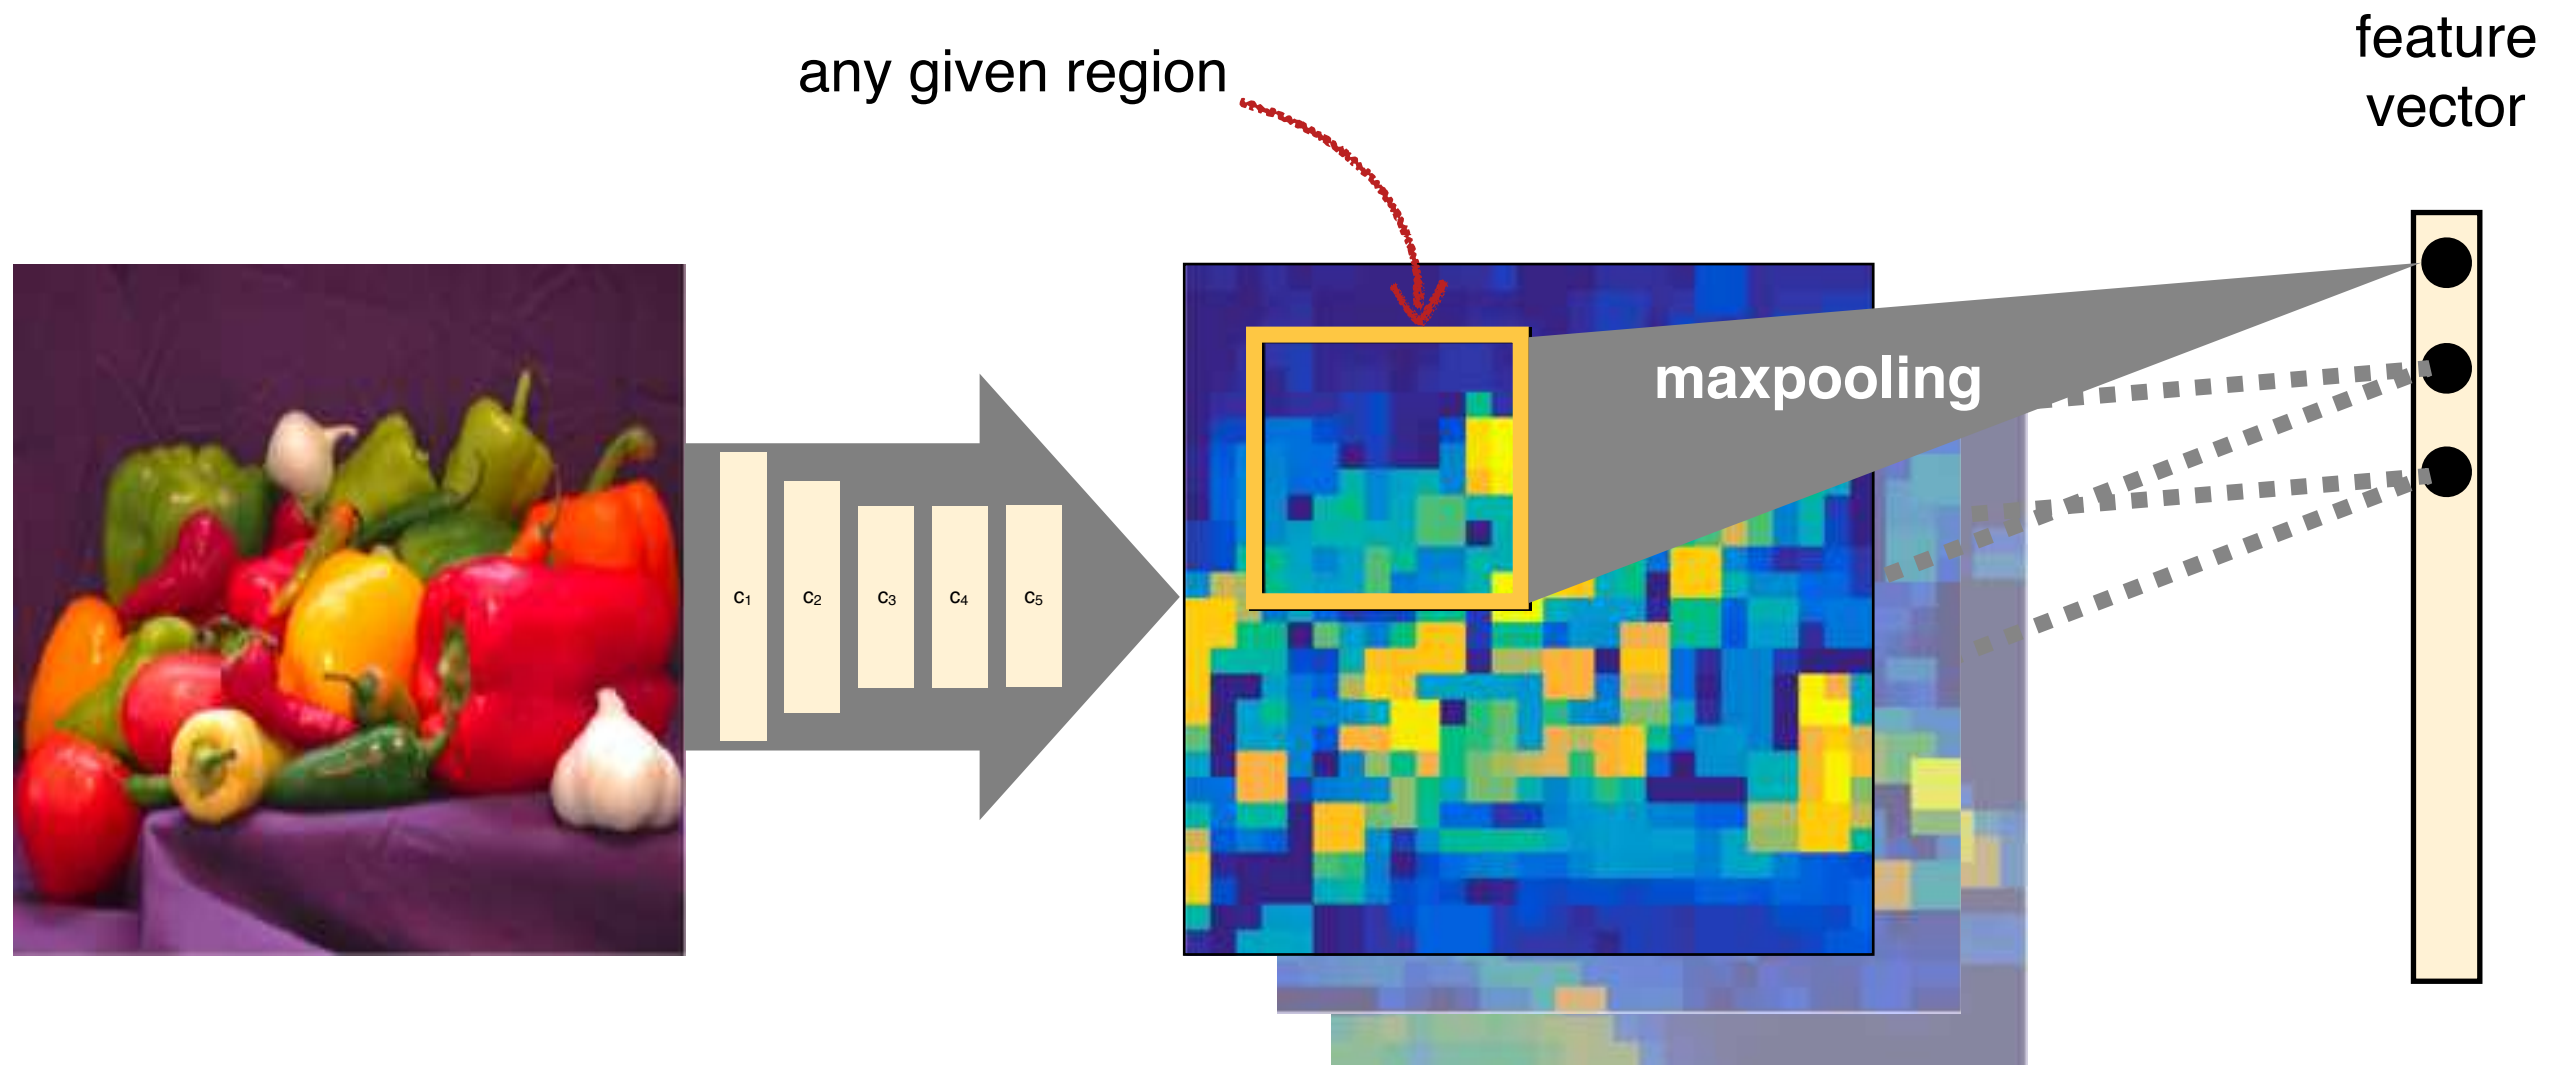 any given region
feature
vector
maxpooling
c₁ c₂ c₃ c₄ c₅